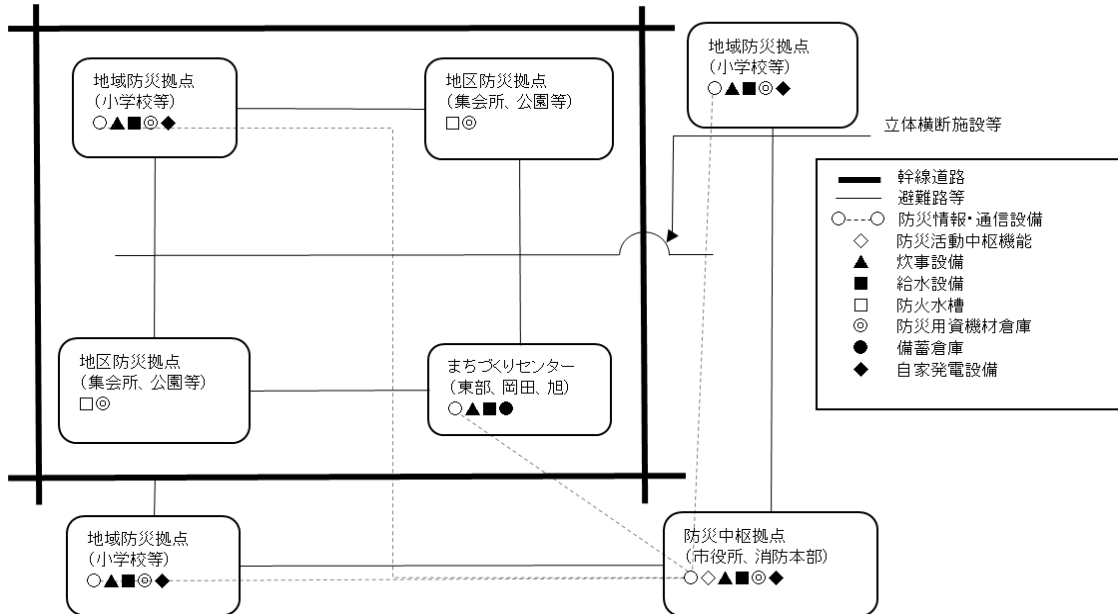 地域防災拠点
(小学校等)
○▲■◎◆
地区防災拠点
(集会所、公園等)
□◎
地域防災拠点
(小学校等)
○▲■◎◆
立体横断施設等
幹線道路
避難路等
○---○ 防災情報・通信設備
◇ 防災活動中枢機能
▲ 炊事設備
■ 給水設備
□ 防火水槽
◎ 防災用資機材倉庫
● 備蓄倉庫
◆ 自家発電設備
地区防災拠点
(集会所、公園等)
□◎
まちづくりセンター
(東部、岡田、旭)
○▲■●
地域防災拠点
(小学校等)
○▲■◎◆
防災中枢拠点
(市役所、消防本部)
○◇▲■◎◆